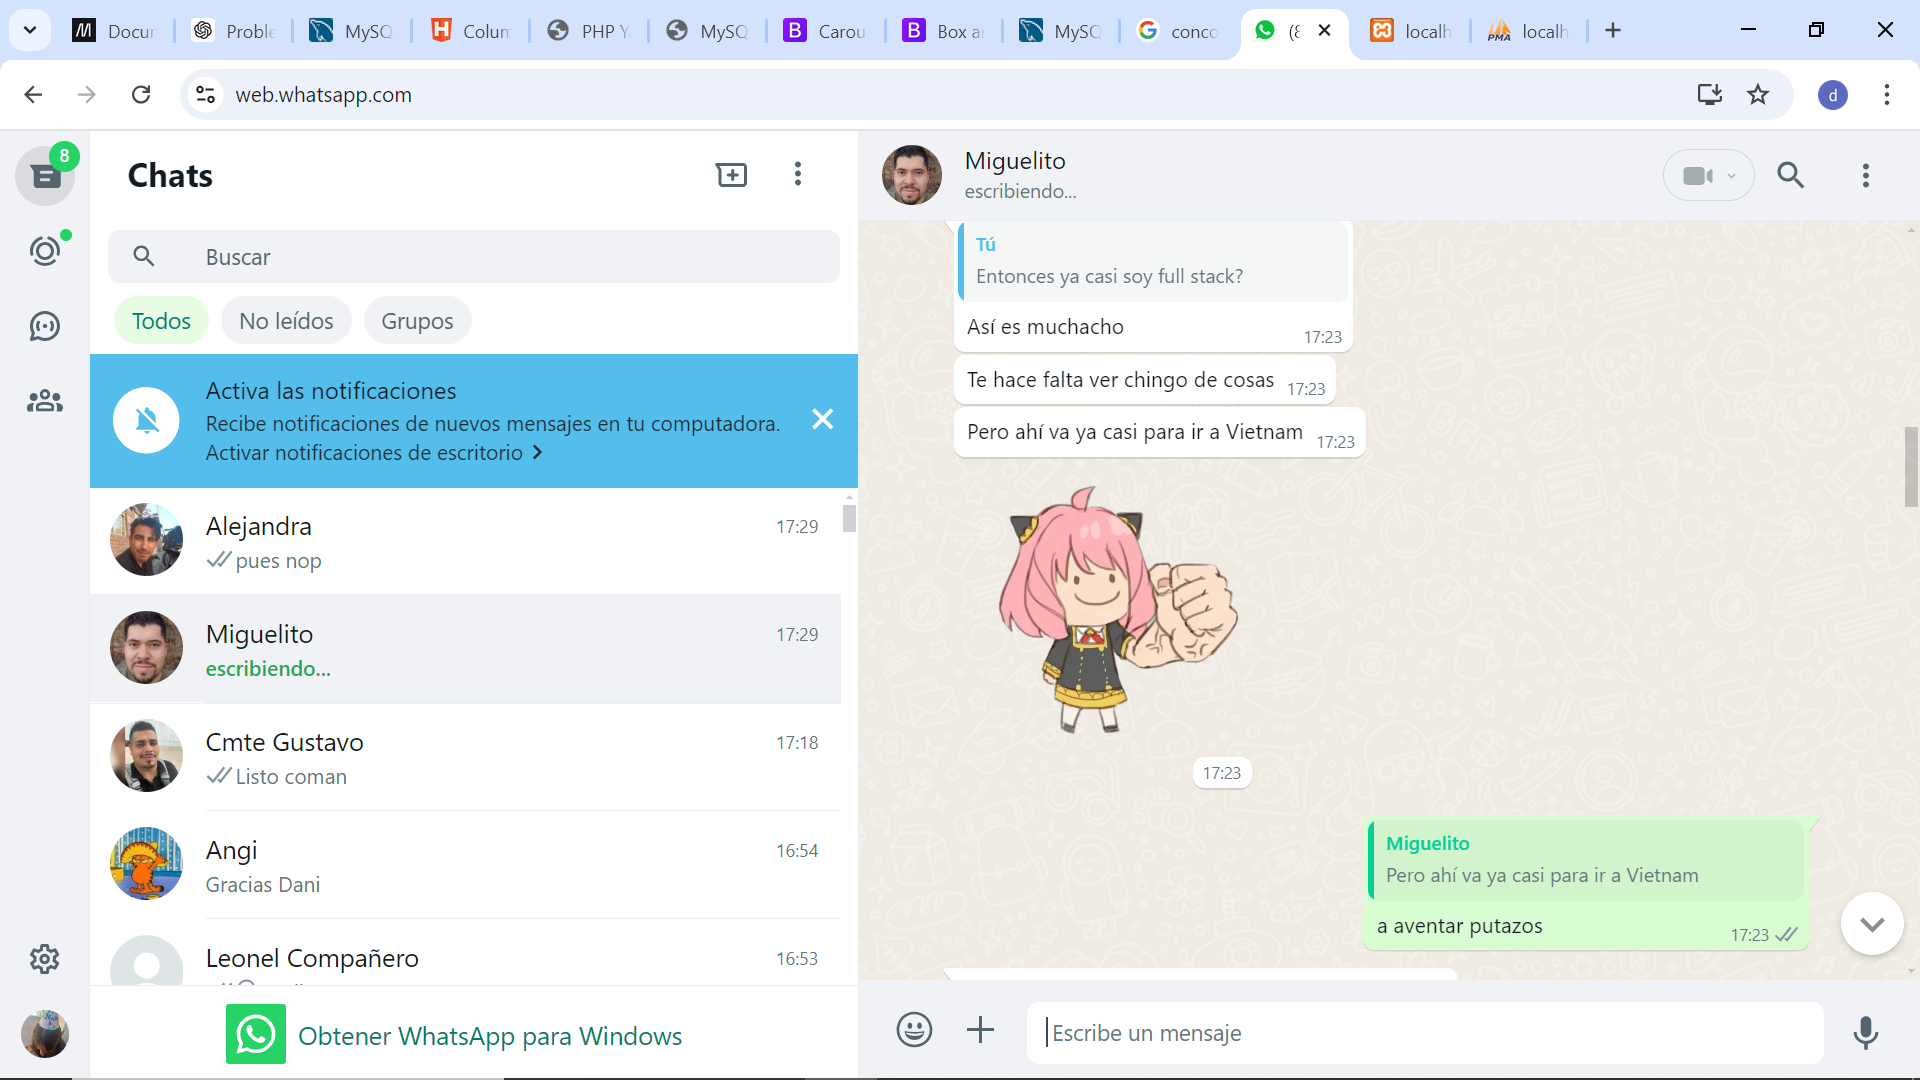 Docur
Proble
MySQ
Colum
PHP Y
MySQ
Carou
Box a
MySQ
conco
(8
localh
localh
web.whatsapp.com
d
8
Chats
Buscar
Todos No leídos Grupos
Activa las notificaciones
Recibe notificaciones de nuevos mensajes en tu computadora.
Activar notificaciones de escritorio
Alejandra 17:29
pues nop
Miguelito 17:29
escribiendo...
Cmte Gustavo 17:18
Listo coman
Angi 16:54
Gracias Dani
Leonel Compañero 16:53
Obtener WhatsApp para Windows
Miguelito
escribiendo...
Tú
Entonces ya casi soy full stack?
Así es muchacho 17:23
Te hace falta ver chingo de cosas 17:23
Pero ahí va ya casi para ir a Vietnam 17:23
17:23
Miguelito
Pero ahí va ya casi para ir a Vietnam
a aventar putazos
17:23
Escribe un mensaje